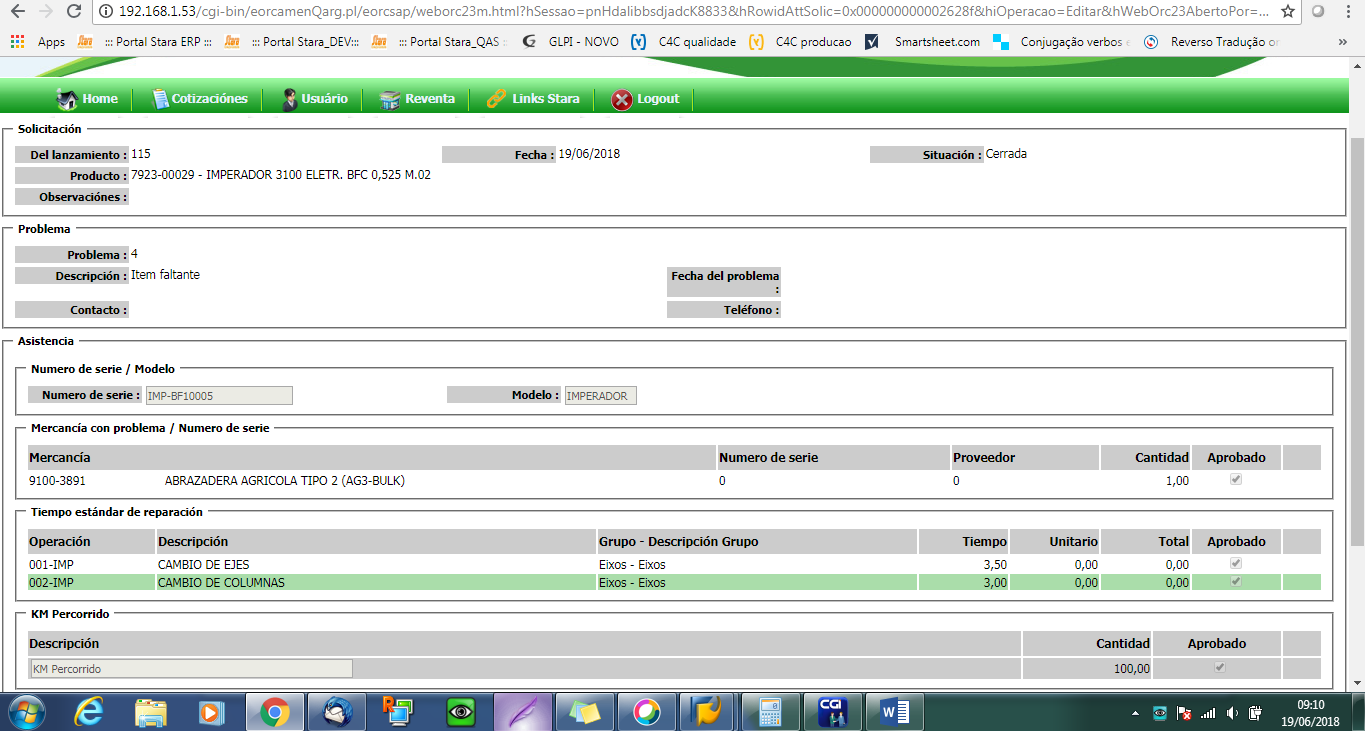 192.168.1.53/cgi-bin/eorcamenQarg.pl/eorcsap/weborc23m.html?hSessao=pnHdalibbsdjadcK8833&hRowidAttSolic=0x000000000002628f&hiOperacao=Editar&hWebOrc23AbertoPor=...
Apps ::: Portal Stara ERP ::: ::: Portal Stara_DEV::: ::: Portal Stara_QAS : GLPI - NOVO C4C qualidade C4C producao Smartsheet.com Conjugação verbos e Reverso Tradução or »
Home Cotizaciónes Usuário Reventa Links Stara Logout
Solicitación
Del lanzamiento : 115 Fecha : 19/06/2018 Situación : Cerrada
Producto : 7923-00029 - IMPERADOR 3100 ELETR. BFC 0,525 M.02
Observaciónes :
Problema
Problema : 4
Descripción : Item faltante Fecha del problema
:
Contacto : Teléfono :
Asistencia
Numero de serie / Modelo
Numero de serie : IMP-BF10005 Modelo : IMPERADOR
Mercancía con problema / Numero de serie
Mercancía Numero de serie Proveedor Cantidad Aprobado
9100-3891 ABRAZADERA AGRICOLA TIPO 2 (AG3-BULK) 0 0 1,00
Tiempo estándar de reparación
Operación Descripción Grupo - Descripción Grupo Tiempo Unitario Total Aprobado
001-IMP CAMBIO DE EJES Eixos - Eixos 3,50 0,00 0,00
002-IMP CAMBIO DE COLUMNAS Eixos - Eixos 3,00 0,00 0,00
KM Percorrido
Descripción Cantidad Aprobado
KM Percorrido 100,00
CGI
09:10
19/06/2018